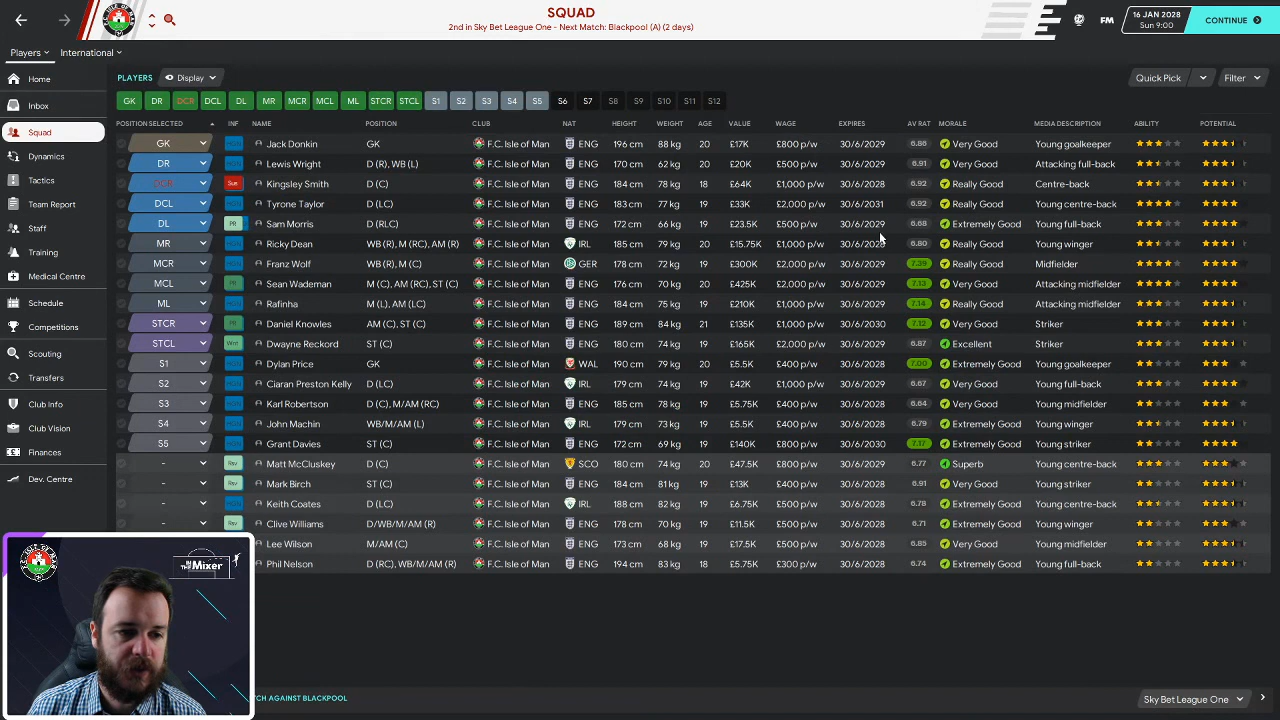 SQUAD
2nd in Sky Bet League One - Next Match: Blackpool (A) (2 days)
FM
16 JAN 2028
Sun 9:00
CONTINUE
Players
International
PLAYERS
Display
Quick Pick
Filter
GK DR DCR DCL DL MR MCR MCL ML STCR STCL S1 S2 S3 S4 S5 S6 S7 S8 S9 S10 S11 S12
Home
Inbox
Squad
Dynamics
Tactics
Team Report
Staff
Training
Medical Centre
Schedule
Competitions
Scouting
Transfers
Club Info
Club Vision
Finances
Dev. Centre
POSITION SELECTED INF NAME POSITION CLUB NAT HEIGHT WEIGHT AGE VALUE WAGE EXPIRES AV RAT MORALE MEDIA DESCRIPTION ABILITY POTENTIAL
GK Jack Donkin GK F.C. Isle of Man ENG 196 cm 88 kg 20 £17K £800 p/w 30/6/2029 6.86 Very Good Young goalkeeper
DR Lewis Wright D (R), WB (L) F.C. Isle of Man ENG 170 cm 62 kg 20 £20K £500 p/w 30/6/2029 6.91 Very Good Attacking full-back
DCR Sus Kingsley Smith D (C) F.C. Isle of Man ENG 184 cm 78 kg 18 £64K £1,000 p/w 30/6/2028 6.92 Really Good Centre-back
DCL Tyrone Taylor D (LC) F.C. Isle of Man ENG 183 cm 77 kg 19 £33K £2,000 p/w 30/6/2031 6.92 Really Good Young centre-back
DL PR Sam Morris D (RLC) F.C. Isle of Man ENG 172 cm 66 kg 19 £23.5K £500 p/w 30/6/2029 6.68 Extremely Good Young full-back
MR Ricky Dean WB (R), M (RC), AM (R) F.C. Isle of Man IRL 185 cm 79 kg 20 £15.75K £1,000 p/w 6.80 Really Good Young winger
MCR Franz Wolf WB (R), M (C) F.C. Isle of Man GER 178 cm 72 kg 20 £300K £2,000 p/w 30/6/2029 7.39 Really Good Midfielder
MCL PR Sean Wademan M (C), AM (RC), ST (C) F.C. Isle of Man ENG 176 cm 70 kg 20 £425K £2,000 p/w 30/6/2029 7.13 Very Good Attacking midfielder
ML Rafinha M (L), AM (LC) F.C. Isle of Man ENG 184 cm 75 kg 19 £210K £1,000 p/w 30/6/2029 7.14 Really Good Attacking midfielder
STCR PR Daniel Knowles AM (C), ST (C) F.C. Isle of Man ENG 189 cm 84 kg 21 £135K £1,000 p/w 30/6/2030 7.12 Very Good Striker
STCL Wnt Dwayne Reckord ST (C) F.C. Isle of Man ENG 180 cm 74 kg 19 £165K £2,000 p/w 30/6/2029 6.87 Excellent Striker
S1 Dylan Price GK F.C. Isle of Man WAL 190 cm 79 kg 20 £5.5K £400 p/w 30/6/2028 7.00 Extremely Good Young goalkeeper
S2 Ciaran Preston Kelly D (LC) F.C. Isle of Man IRL 179 cm 74 kg 19 £42K £1,000 p/w 30/6/2029 6.67 Very Good Young full-back
S3 Karl Robertson D (C), M/AM (RC) F.C. Isle of Man ENG 185 cm 78 kg 19 £5.75K £400 p/w 30/6/2028 6.64 Very Good Young midfielder
S4 John Machin WB/M/AM (L) F.C. Isle of Man IRL 179 cm 73 kg 19 £5.5K £400 p/w 30/6/2028 6.79 Extremely Good Young winger
S5 Grant Davies ST (C) F.C. Isle of Man ENG 172 cm 69 kg 19 £140K £800 p/w 30/6/2030 7.17 Extremely Good Young striker
- Rsv Matt McCluskey D (C) F.C. Isle of Man SCO 180 cm 74 kg 20 £47.5K £800 p/w 30/6/2029 6.77 Superb Young centre-back
- Rsv Mark Birch ST (C) F.C. Isle of Man ENG 184 cm 81 kg 19 £13K £400 p/w 30/6/2028 6.91 Very Good Young striker
- Keith Coates D (LC) F.C. Isle of Man IRL 188 cm 82 kg 19 £6.75K £500 p/w 30/6/2028 6.78 Extremely Good Young centre-back
- Rsv Clive Williams D/WB/M/AM (R) F.C. Isle of Man ENG 178 cm 70 kg 19 £11.5K £500 p/w 30/6/2028 6.71 Extremely Good Young winger
Lee Wilson M/AM (C) F.C. Isle of Man ENG 173 cm 68 kg 19 £17.5K £500 p/w 30/6/2028 6.85 Very Good Young midfielder
Phil Nelson D (RC), WB/M/AM (R) F.C. Isle of Man ENG 194 cm 83 kg 18 £5.75K £300 p/w 30/6/2028 6.74 Extremely Good Young full-back
Mixer
CH AGAINST BLACKPOOL
Sky Bet League One